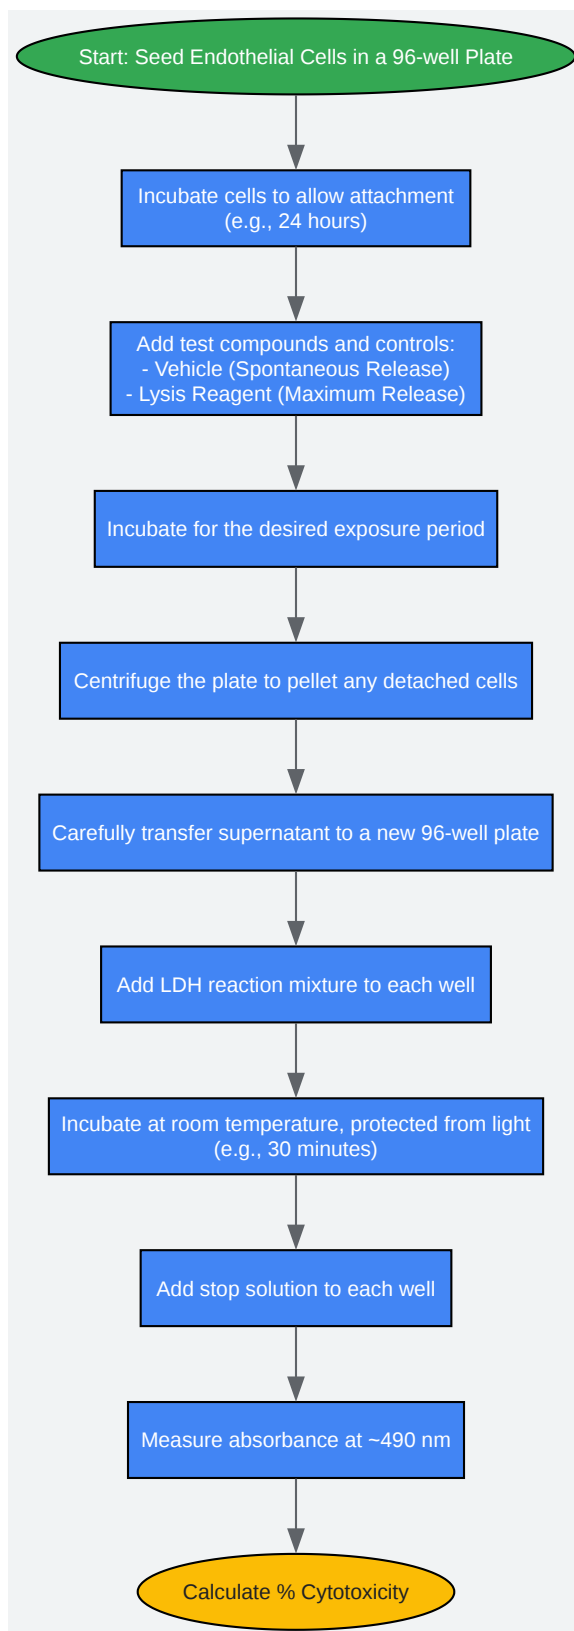 Start: Seed Endothelial Cells in a 96-well Plate
Incubate cells to allow attachment
(e.g., 24 hours)
Add test compounds and controls:
- Vehicle (Spontaneous Release)
- Lysis Reagent (Maximum Release)
Incubate for the desired exposure period
Centrifuge the plate to pellet any detached cells
Carefully transfer supernatant to a new 96-well plate
Add LDH reaction mixture to each well
Incubate at room temperature, protected from light
(e.g., 30 minutes)
Add stop solution to each well
Measure absorbance at ~490 nm
Calculate % Cytotoxicity